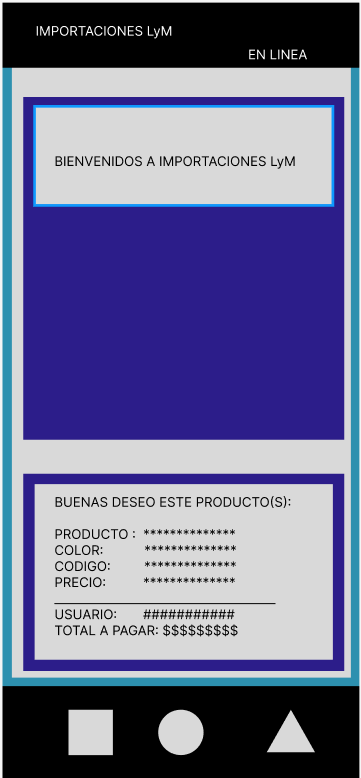 IMPORTACIONES LyM
EN LINEA
BIENVENIDOS A IMPORTACIONES LyM
BUENAS DESEO ESTE PRODUCTO(S):
PRODUCTO : **************
COLOR: **************
CODIGO: **************
PRECIO: **************
USUARIO: ###########
TOTAL A PAGAR: $$$$$$$$$